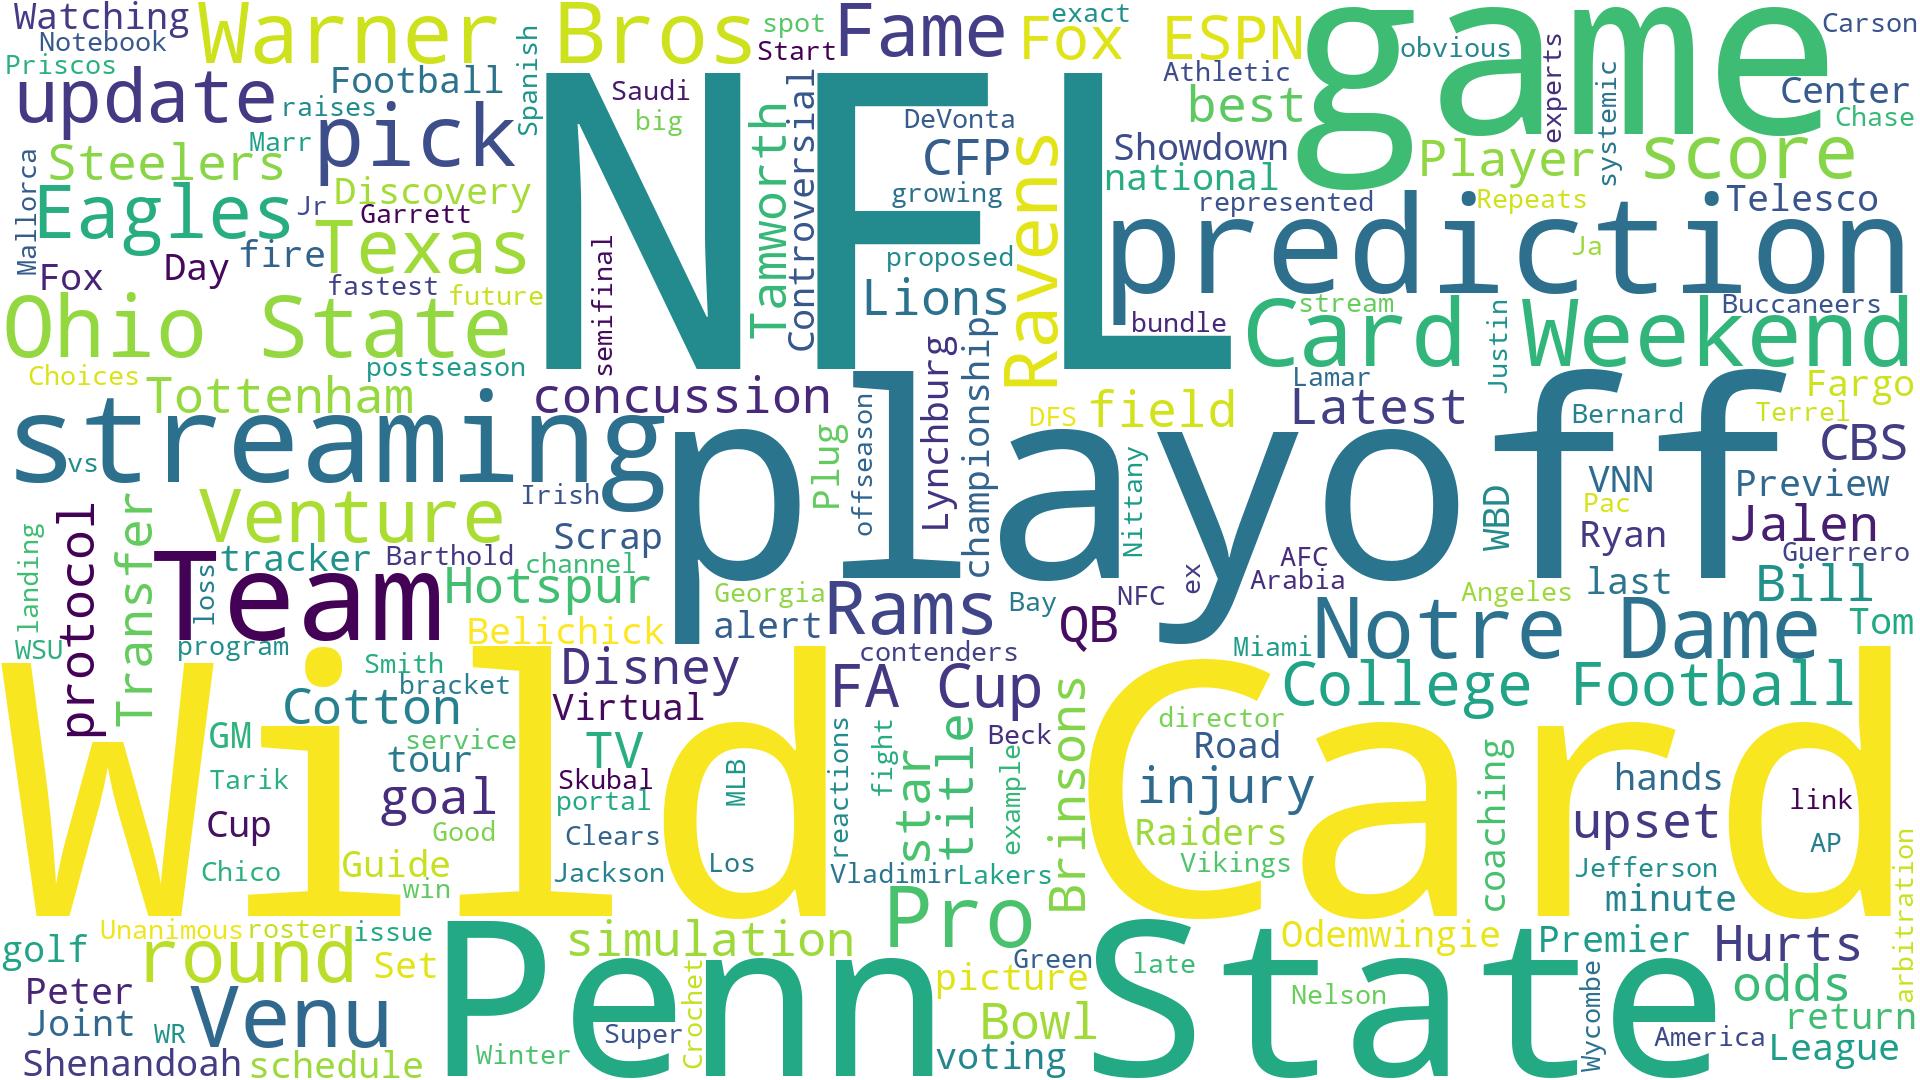 Watching
Warner
Bros
spot
Start
Fame
exact
Fox
ESPN
game
Carson
Notebook
Priscos
Spanish
obvious
update
raises
Football
Saudi
big
Athletic
best
experts
systemic
Center
Chase
pick
Marr
NFL
Tamworth
controversial
DeVonta
CFP
growing
Ravens
Showdown
national
Player
score
Steelers
Mallorca
Discovery
Eagles
Jr
Garrett
represented
Repeats
Telesco
prediction
Ja
Fox
Day
fire
Texas
semifinal
proposed
fastest
future
Lions
bundle
stream
Buccaneers
Ohio State
Card
Weekend
Justin
postseason
Choices
Tottenham
concussion
Lynchburg
championship
Lamar
Fargo
DFS
field
Latest
Bernard
Terrel
streaming
vs
playoff
Plug
offseason
Nittany
CBS
VNN
Preview
Pac
WBD
Ryan
Jalen
Guerrero
Venture
Irish
Scrap
landing
protocol
Transfer
Team
loss
tracker
Barthold
channel
Hotspur
AFC
Arabia
ex
last
Bill
Georgia
Rams
Bay
NFC
QB
Angeles
Notre Dame
Tom
WSU
program
Belichick
alert
contenders
Miami
Smith
bracket
Disney
FA Cup
College Football
Wild Card
Cotton
Virtual
director
Road
GM
service
TV
MLB
reactions
fight
star
title
Beck
example
Brinsons
tour
Tarik
goal
Skubal
portal
injury
coaching
hands
link
Cup
Good
Clears
Raiders
upset
AP
Chico
Guide
win
Jackson
Los
Vladimir
Lakers
Vikings
Jefferson
minute
arbitration
Pro
Unanimous
roster
issue
simulation
Odemwingie
Premier
Hurts
golf
round
Set
Penn State
Crochet
picture
Green
late
odds
Peter
Nelson
Wycombe
Joint
WR
Venu
Super
Bowl
return
America
League
Shenandoah
schedule
Winter
voting